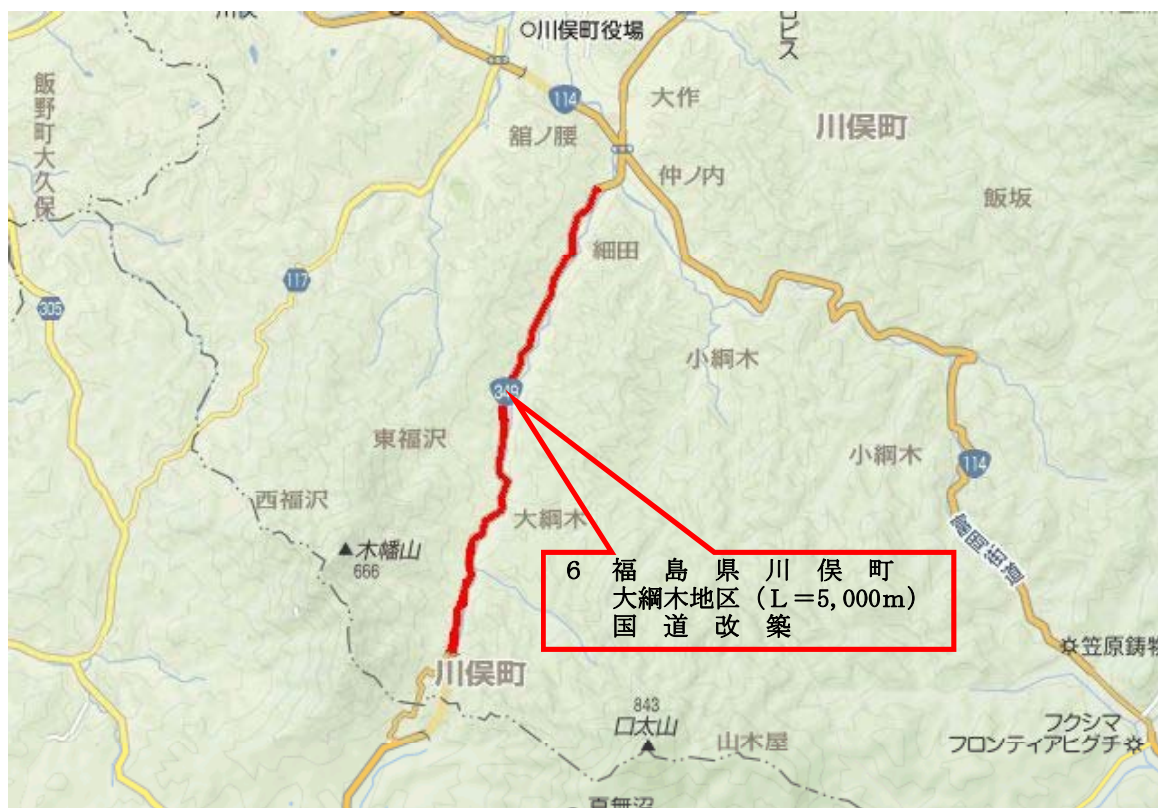 川俣町役場
飯野町大久保
114
大作
川俣町
舘ノ腰
仲ノ内
飯坂
細田
117
305
小綱木
349
東福沢
小綱木
114
西福沢
大綱木
木幡山
666
富岡街道
6 福島県川俣町
大綱木地区(L=5,000m)
国道改築
川俣町
843
口太山
山木屋
フクシマ
フロンティアヒグチ